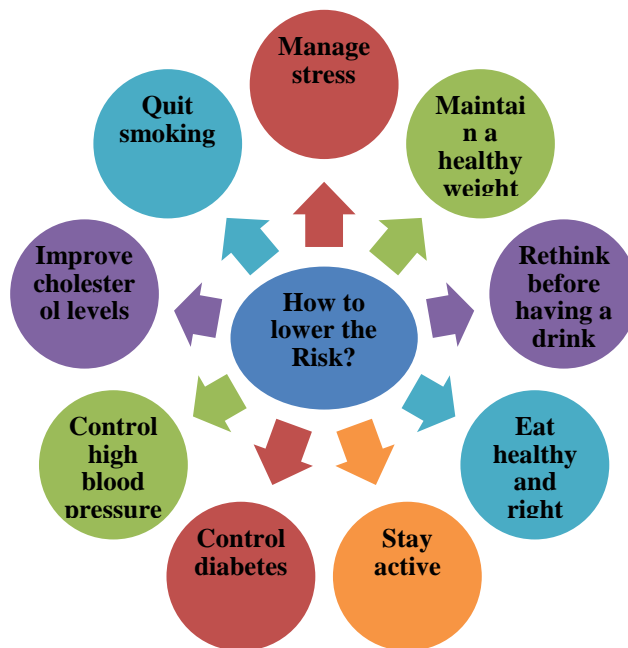 Manage
stress
Maintai
n a
healthy
weight
Rethink
before
having a
drink
Eat
healthy
and
right
Stay
active
Control
diabetes
Control
high
blood
pressure
Improve
cholester
ol levels
Quit
smoking
How to
lower the
Risk?